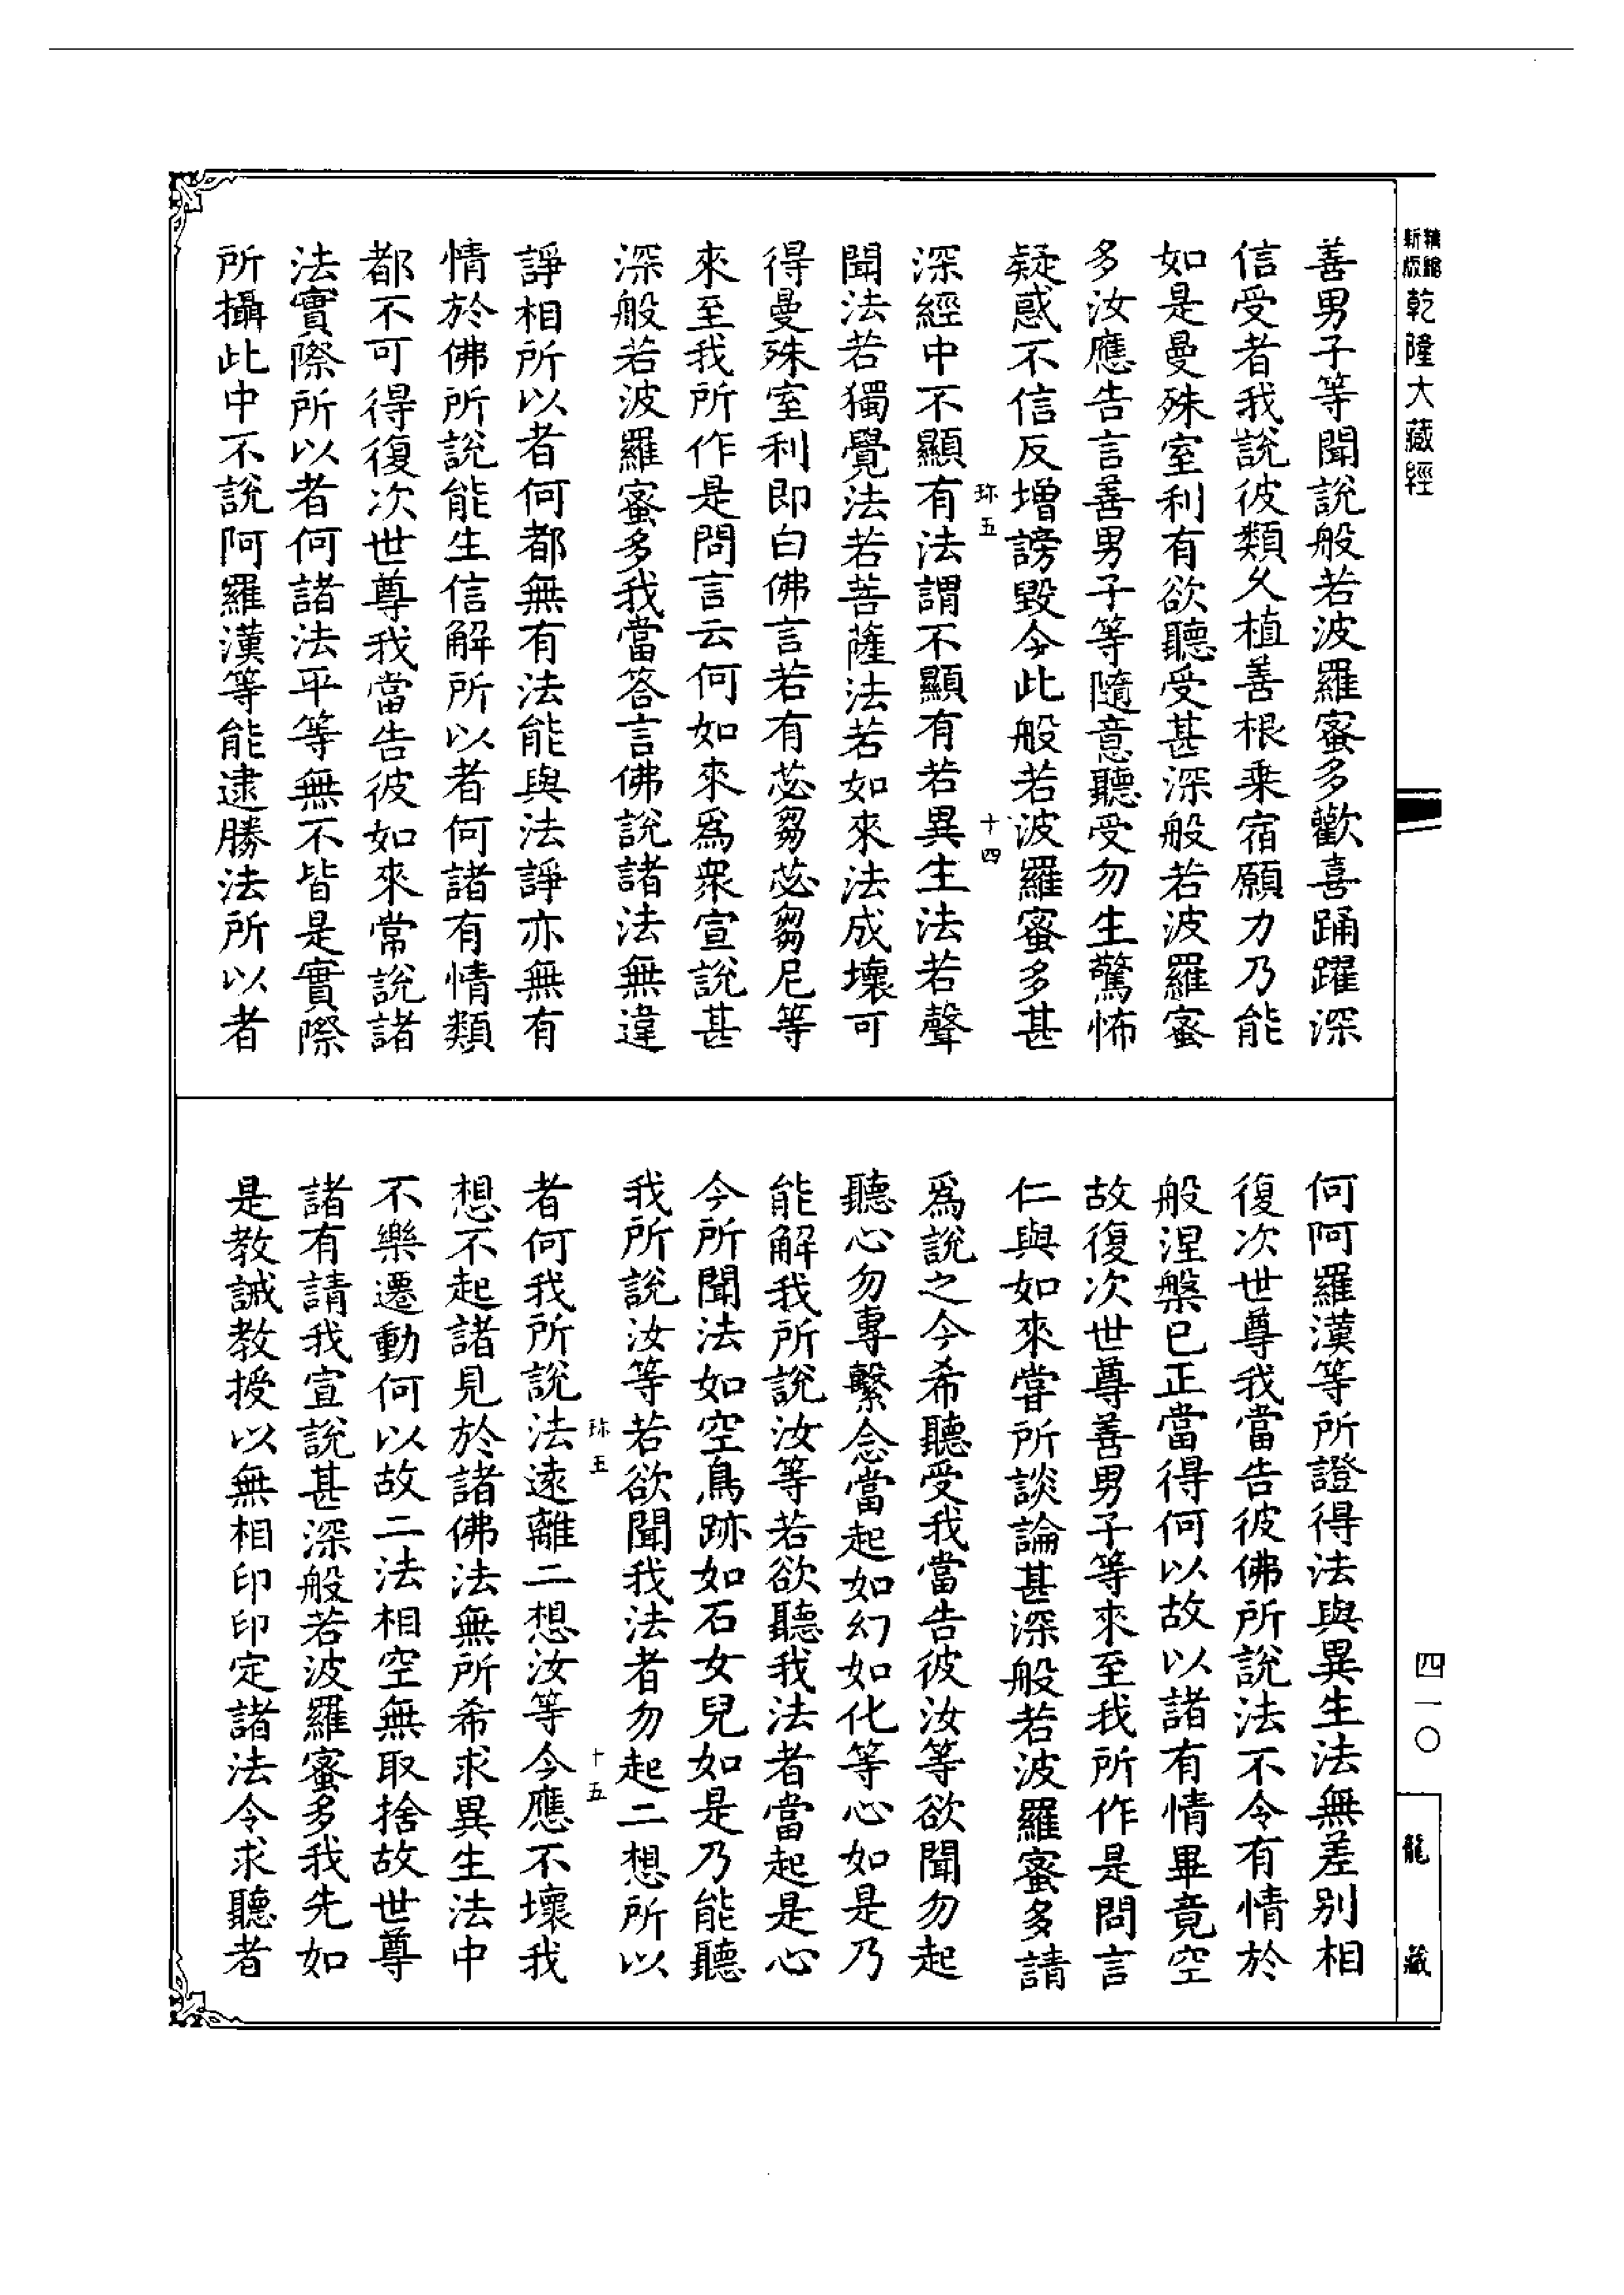 精縮
新版
乾隆大藏經
善男子等聞說般若波羅蜜多歡喜踊躍深
信受者我說彼類久植善根乘宿願力乃能
如是曼殊室利有欲聽受甚深般若波羅蜜
多汝應告言善男子等隨意聽受勿生驚怖
疑惑不信反增謗毀今此般若波羅蜜多甚
珎五
十四
深經中不顯有法謂不顯有若異生法若聲
聞法若獨覺法若菩薩法若如來法成壞可
得曼殊室利即白佛言若有苾芻苾芻尼等
來至我所作是問言云何如來爲衆宣說甚
深般若波羅蜜多我當答言佛說諸法無違
諍相所以者何都無有法能與法諍亦無有
情於佛所說能生信解所以者何諸有情類
都不可得復次世尊我當告彼如來常說諸
法實際所以者何諸法平等無不皆是實際
所攝此中不說阿羅漢等能逮勝法所以者
何阿羅漢等所證得法與異生法無差別相
復次世尊我當告彼佛所說法不令有情於
般涅槃已正當得何以故以諸有情畢竟空
故復次世尊善男子等來至我所作是問言
仁與如來甞所談論甚深般若波羅蜜多請
爲說之今希聽受我當告彼汝等欲聞勿起
聽心勿專繫念當起如幻如化等心如是乃
能解我所說汝等若欲聽我法者當起是心
今所聞法如空鳥跡如石女兒如是乃能聽
我所說汝等若欲聞我法者勿起二想所以
珎五
十五
者何我所說法遠離二想汝等今應不壞我
想不起諸見於諸佛法無所希求異生法中
不樂遷動何以故二法相空無取捨故世尊
諸有請我宣說甚深般若波羅蜜多我先如
是教誡教授以無相印印定諸法令求聽者
四一〇
龍藏